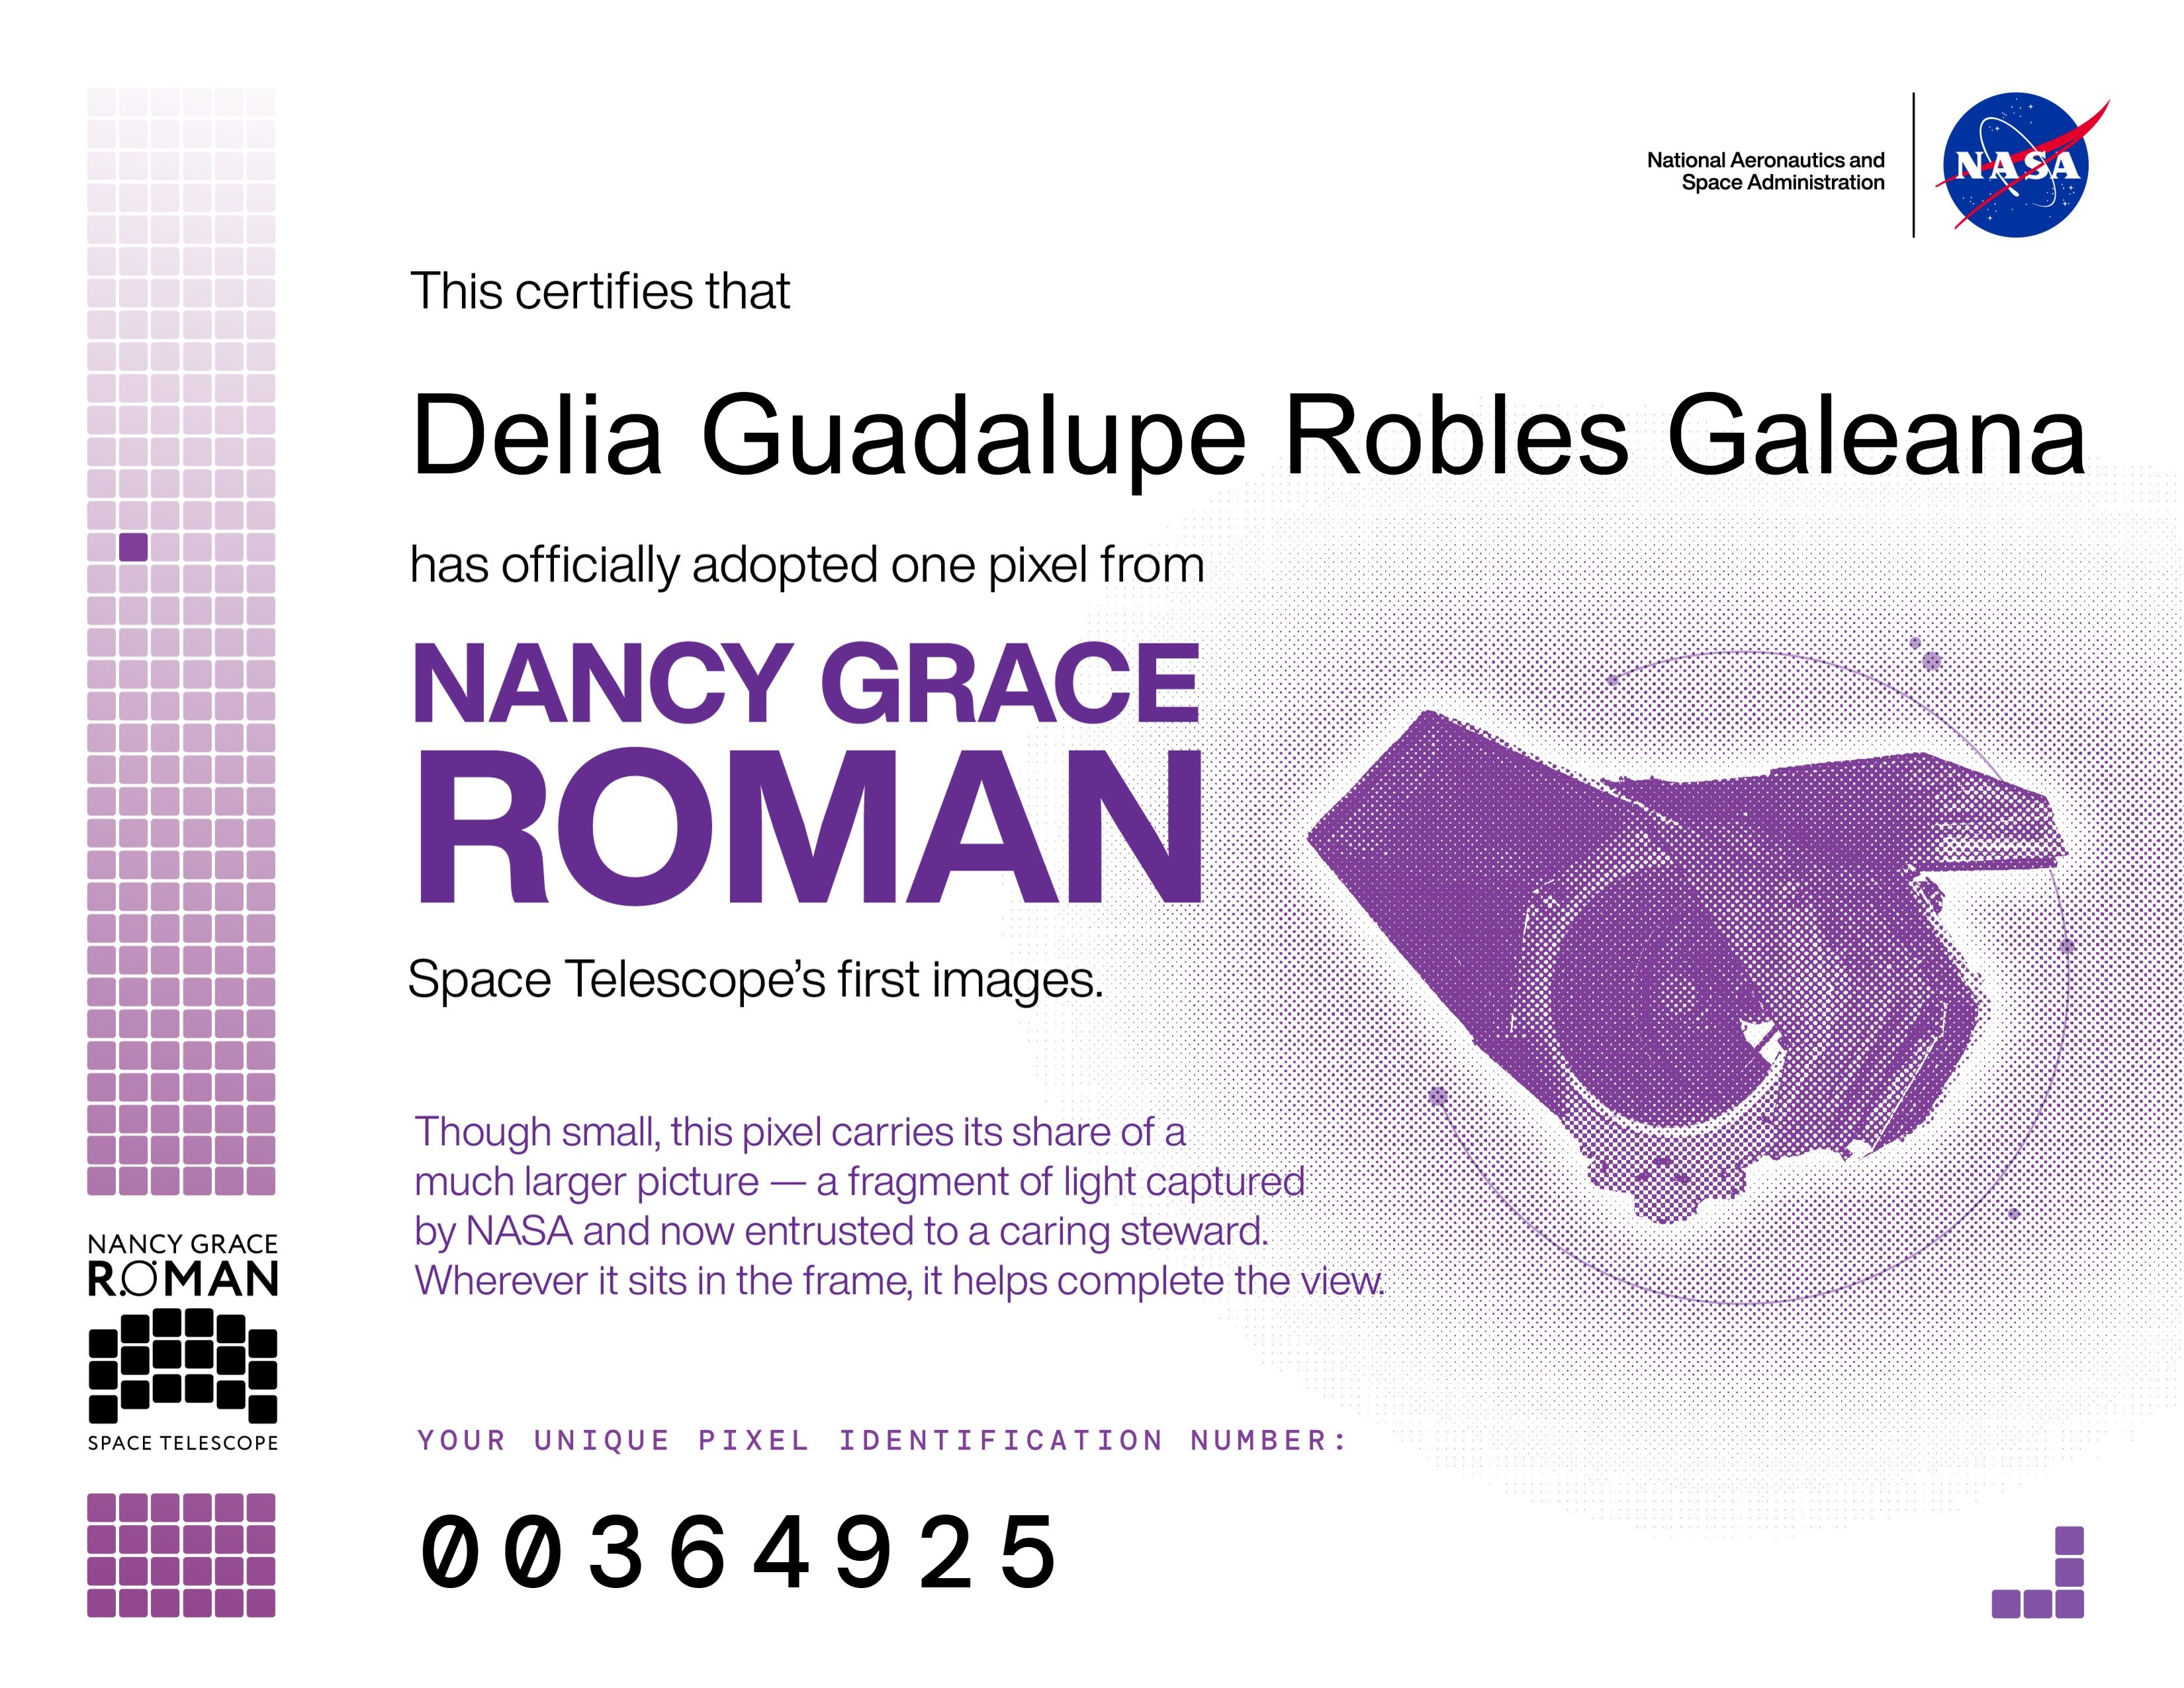 National Aeronautics and
Space Administration
NASA
This certifies that
Delia Guadalupe Robles Galeana
has officially adopted one pixel from
NANCY GRACE
ROMAN
Space Telescope’s first images.
Though small, this pixel carries its share of a
much larger picture — a fragment of light captured
by NASA and now entrusted to a caring steward.
Wherever it sits in the frame, it helps complete the view.
NANCY GRACE
ROMAN
SPACE TELESCOPE
YOUR UNIQUE PIXEL IDENTIFICATION NUMBER:
00364925